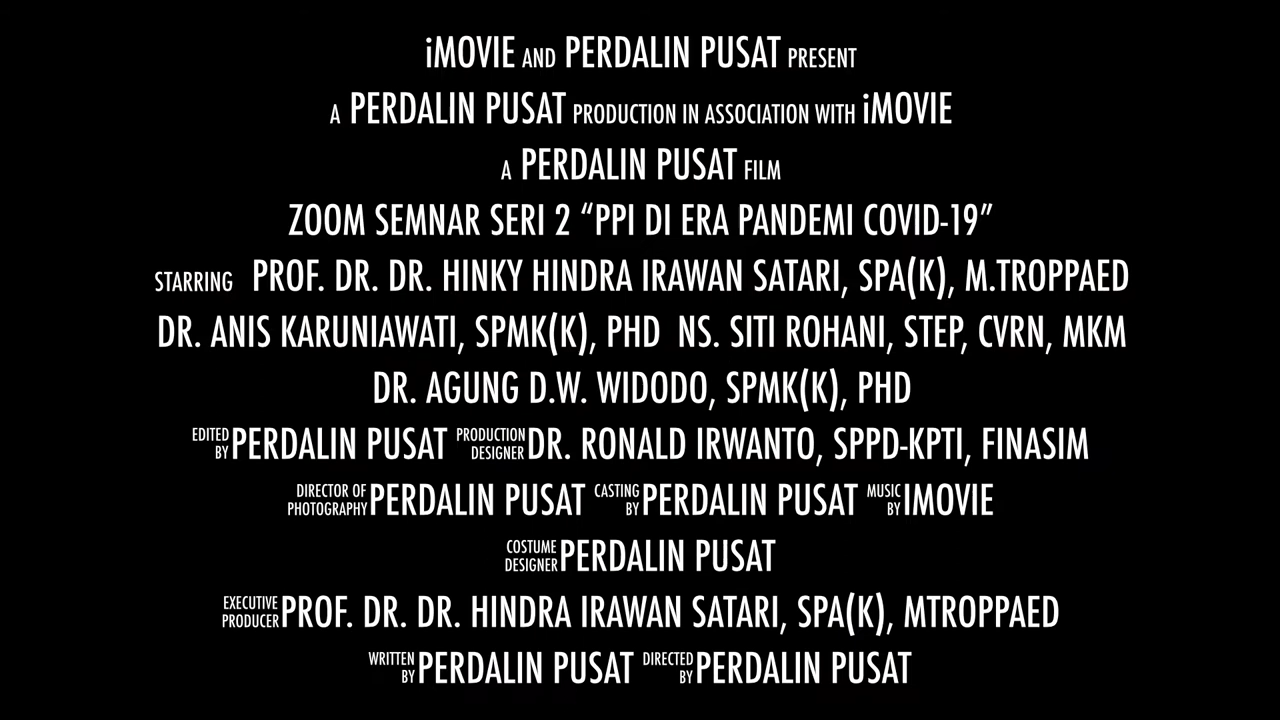 iMOVIE AND PERDALIN PUSAT PRESENT
A PERDALIN PUSAT PRODUCTION IN ASSOCIATION WITH iMOVIE
A PERDALIN PUSAT FILM
ZOOM SEMNAR SERI 2 “PPI DI ERA PANDEMI COVID-19”
STARRING PROF. DR. DR. HINKY HINDRA IRAWAN SATARI, SPA(K), M.TROPPAED
DR. ANIS KARUNIAWATI, SPMK(K), PHD NS. SITI ROHANI, STEP, CVRN, MKM
DR. AGUNG D.W. WIDODO, SPMK(K), PHD
EDITED BY PERDALIN PUSAT PRODUCTION DESIGNER DR. RONALD IRWANTO, SPPD-KPTI, FINASIM
DIRECTOR OF PHOTOGRAPHY PERDALIN PUSAT CASTING BY PERDALIN PUSAT MUSIC BY IMOVIE
COSTUME DESIGNER PERDALIN PUSAT
EXECUTIVE PRODUCER PROF. DR. DR. HINDRA IRAWAN SATARI, SPA(K), MTROPPAED
WRITTEN BY PERDALIN PUSAT DIRECTED BY PERDALIN PUSAT